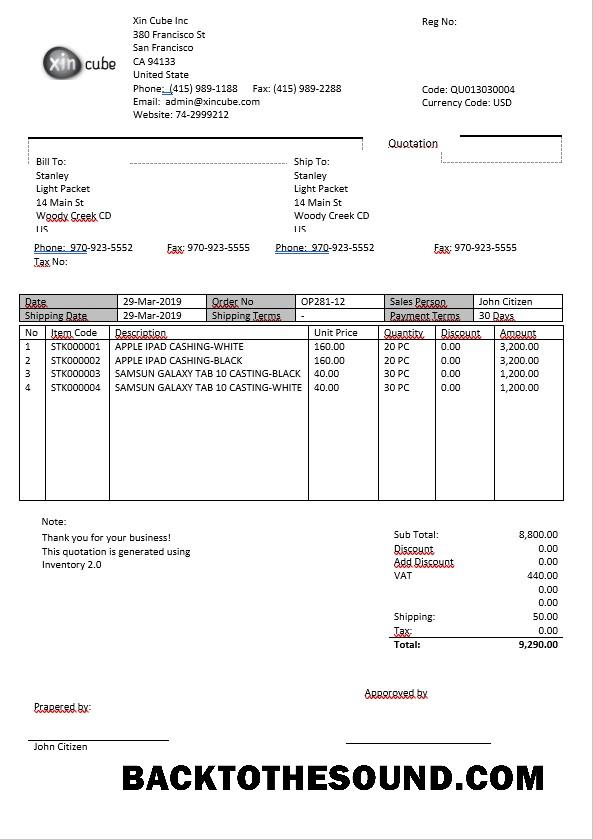 xin cube
Xin Cube Inc
380 Francisco St
San Francisco
CA 94133
United State
Phone: (415) 989-1188 Fax: (415) 989-2288
Email: admin@xincube.com
Website: 74-2999212
Reg No:
Code: QU013030004
Currency Code: USD
Quotation
Bill To:
Stanley
Light Packet
14 Main St
Woody Creek CD
US
Ship To:
Stanley
Light Packet
14 Main St
Woody Creek CD
US
Phone: 970-923-5552 Fax: 970-923-5555 Phone: 970-923-5552 Fax: 970-923-5555
Tax No:
Date 29-Mar-2019 Order No OP281-12 Sales Person John Citizen
Shipping Date 29-Mar-2019 Shipping Terms - Payment Terms 30 Days
No Item Code Description Unit Price Quantity Discount Amount
1 STK000001 APPLE IPAD CASHING-WHITE 160.00 20 PC 0.00 3,200.00
2 STK000002 APPLE IPAD CASHING-BLACK 160.00 20 PC 0.00 3,200.00
3 STK000003 SAMSUN GALAXY TAB 10 CASTING-BLACK 40.00 30 PC 0.00 1,200.00
4 STK000004 SAMSUN GALAXY TAB 10 CASTING-WHITE 40.00 30 PC 0.00 1,200.00
Note:
Thank you for your business!
This quotation is generated using
Inventory 2.0
Sub Total: 8,800.00
Discount 0.00
Add Discount 0.00
VAT 440.00
0.00
0.00
Shipping: 50.00
Tax: 0.00
Total: 9,290.00
Prapered by:
Apporoved by
John Citizen
BACKTOTHESOUND.COM